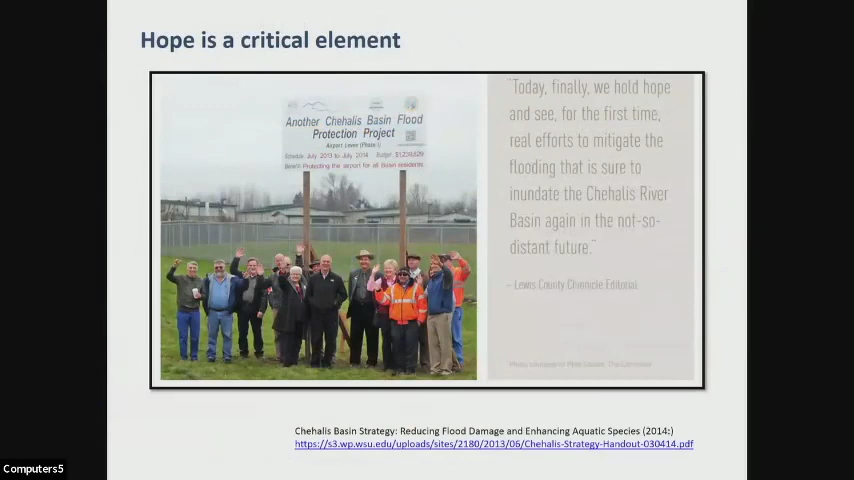 Hope is a critical element
Another Chehalis Basin Flood
Protection Project
Airport Levee (Phase I)
Schedule: July 2013 to July 2014 Budget:
Benefit: Protecting the airport for all Basin residents
"Today, finally, we hold hope
and see, for the first time,
real efforts to mitigate the
flooding that is sure to
inundate the Chehalis River
Basin again in the not-so-
distant future."
– Lewis County Chronicle Editorial
Chehalis Basin Strategy: Reducing Flood Damage and Enhancing Aquatic Species (2014:)
https://s3.wp.wsu.edu/uploads/sites/2180/2013/06/Chehalis-Strategy-Handout-030414.pdf
Computers5